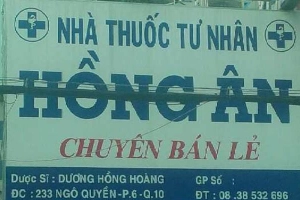 NHÀ THUỐC TƯ NHÂN
HỒNG ÂN
CHUYÊN BÁN LẺ
Dược Sĩ : DƯƠNG HỒNG HOÀNG GP Số :
ĐC : 233 NGÔ QUYỀN-P.6-Q.10 ĐT : 08.38 532 696